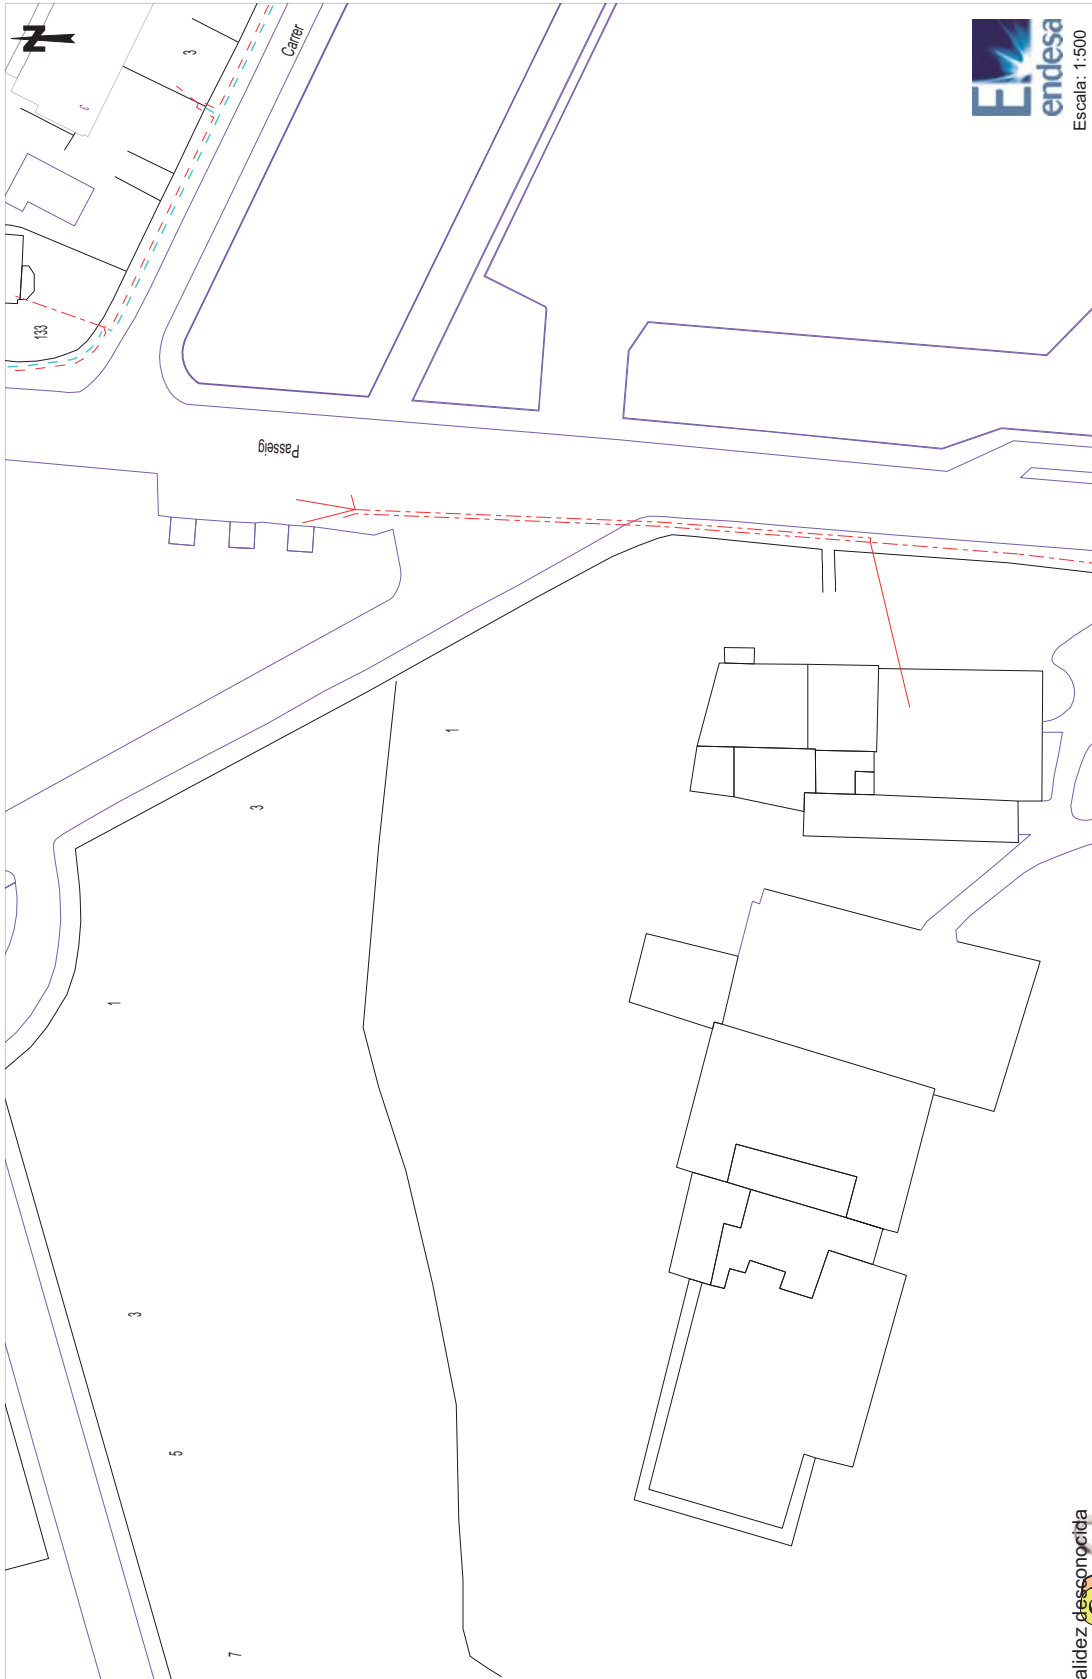 N
3
Carrer
c
133
Passeig
1
3
1
3
5
7
endesa
Escala: 1:500
alidez desconocida